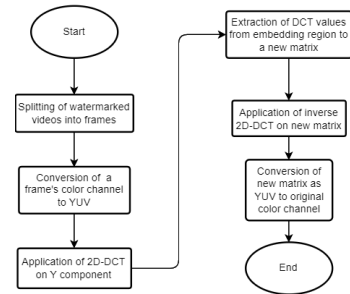 Start
Splitting of watermarked
videos into frames
Conversion of a
frame's color channel
to YUV
Application of 2D-DCT
on Y component
Extraction of DCT values
from embedding region to
a new matrix
Application of inverse
2D-DCT on new matrix
Conversion of
new matrix as
YUV to original
color channel
End